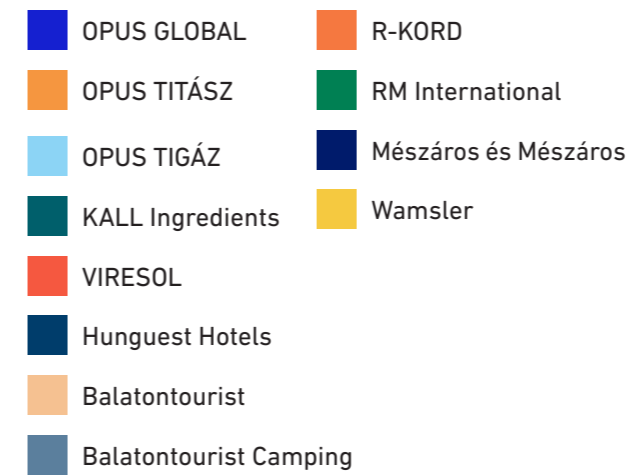 OPUS GLOBAL
OPUS TITÁSZ
OPUS TIGÁZ
KALL Ingredients
VIRESOL
Hunguest Hotels
Balatontourist
Balatontourist Camping
R-KORD
RM International
Mészáros és Mészáros
Wamsler